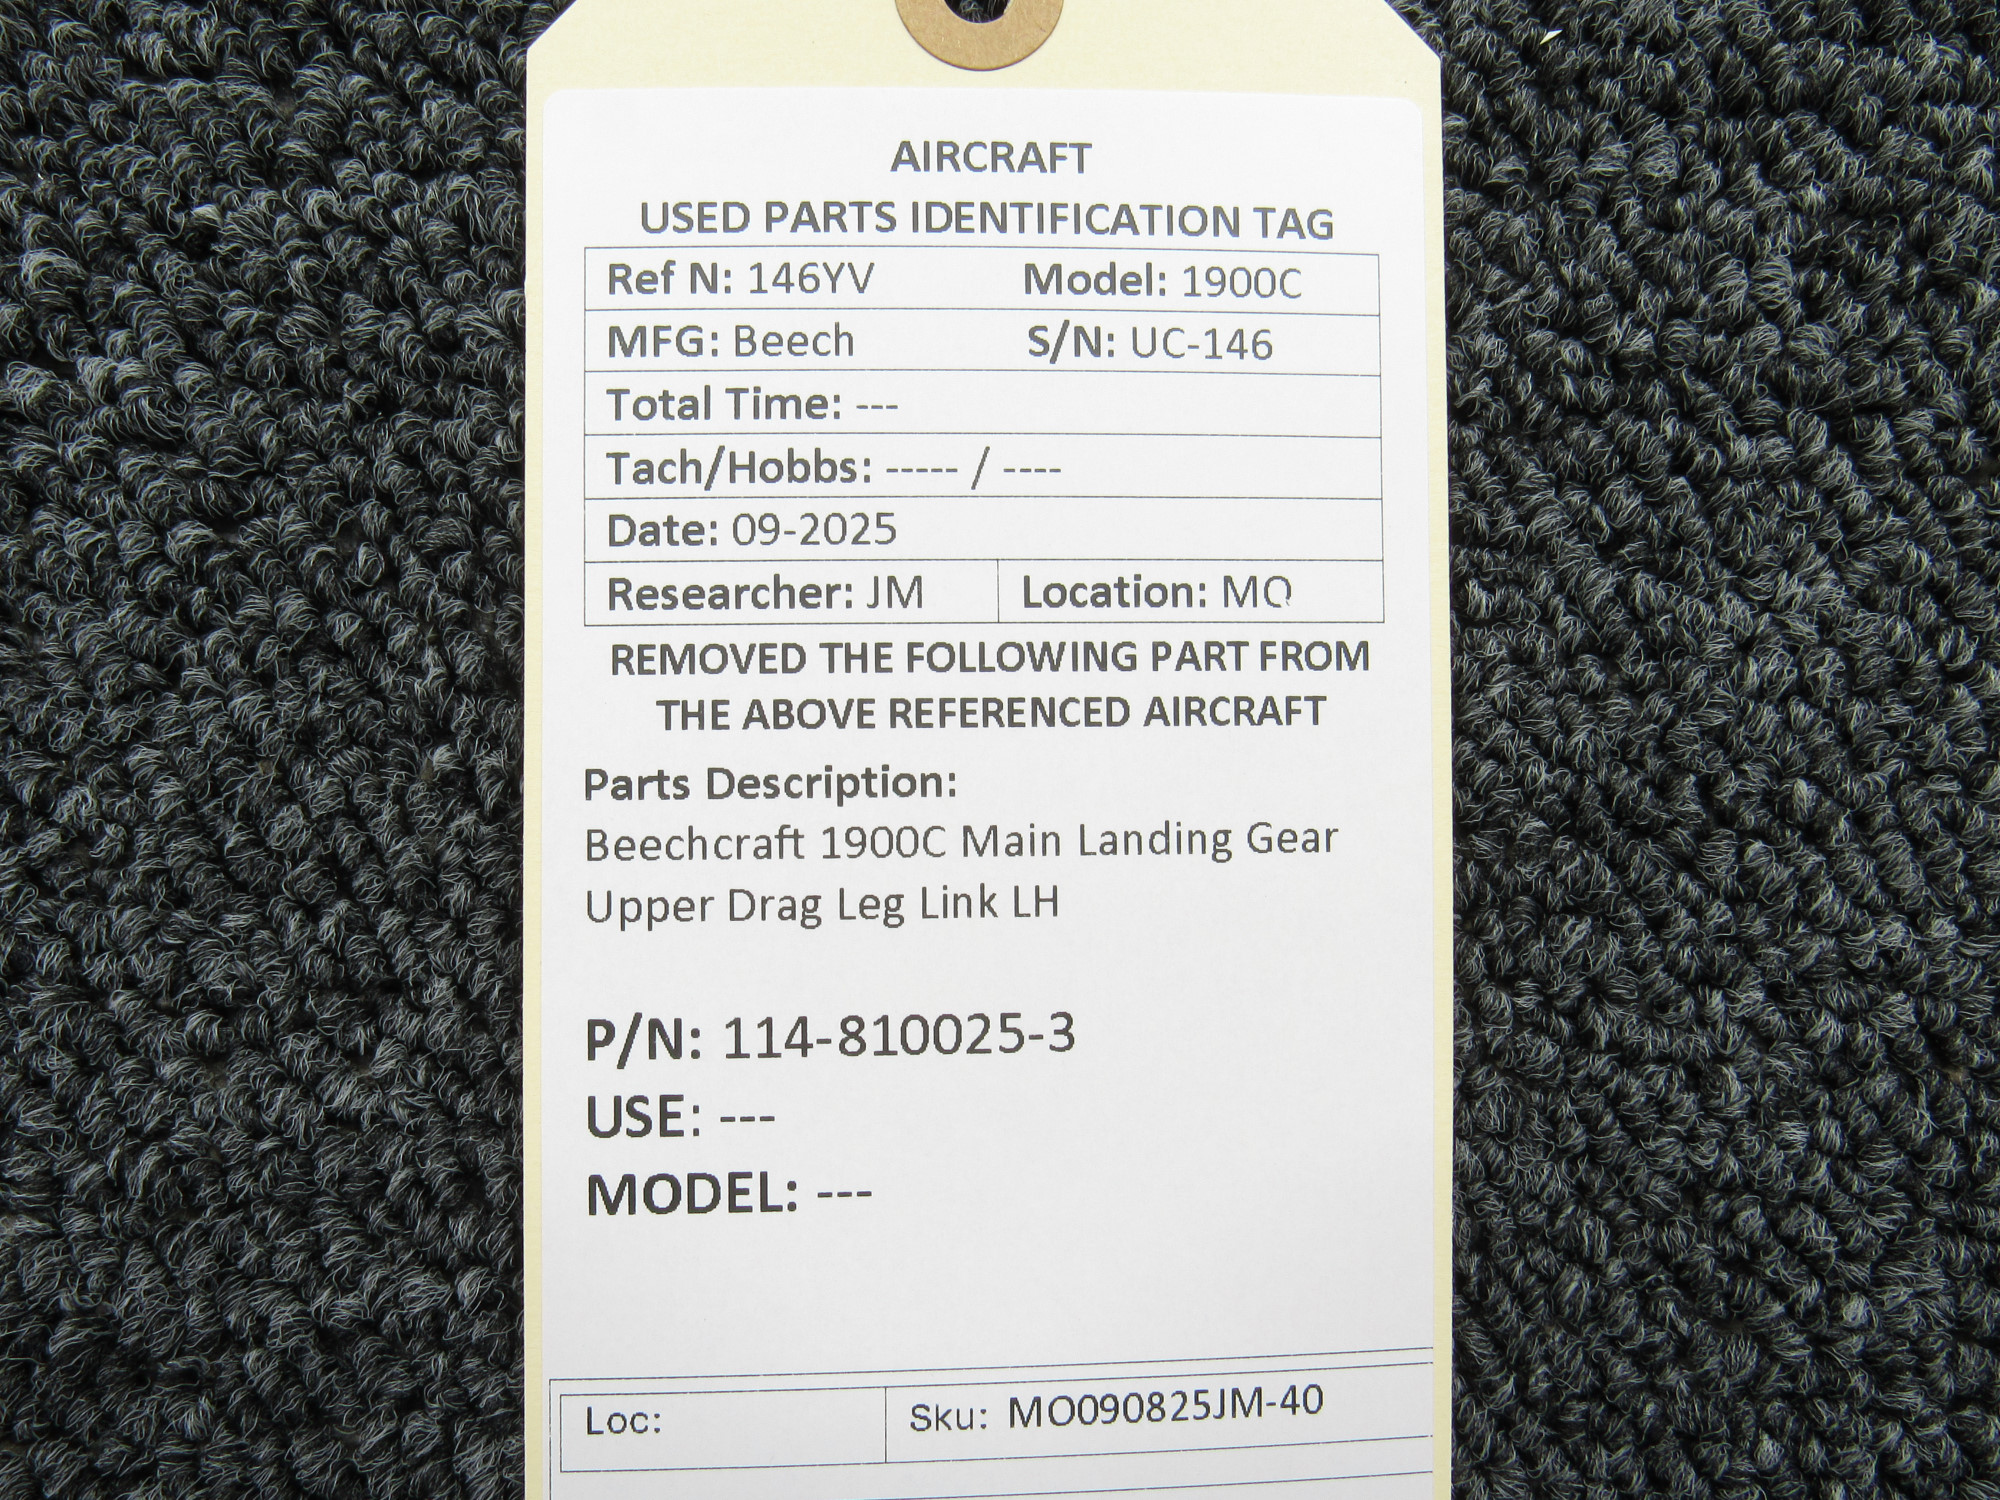 AIRCRAFT
USED PARTS IDENTIFICATION TAG
Ref N: 146YV Model: 1900C
MFG: Beech S/N: UC-146
Total Time: ---
Tach/Hobbs: ----- / ----
Date: 09-2025
Researcher: JM Location: MO
REMOVED THE FOLLOWING PART FROM
THE ABOVE REFERENCED AIRCRAFT
Parts Description:
Beechcraft 1900C Main Landing Gear
Upper Drag Leg Link LH
P/N: 114-810025-3
USE: ---
MODEL: ---
Loc: Sku: MO090825JM-40